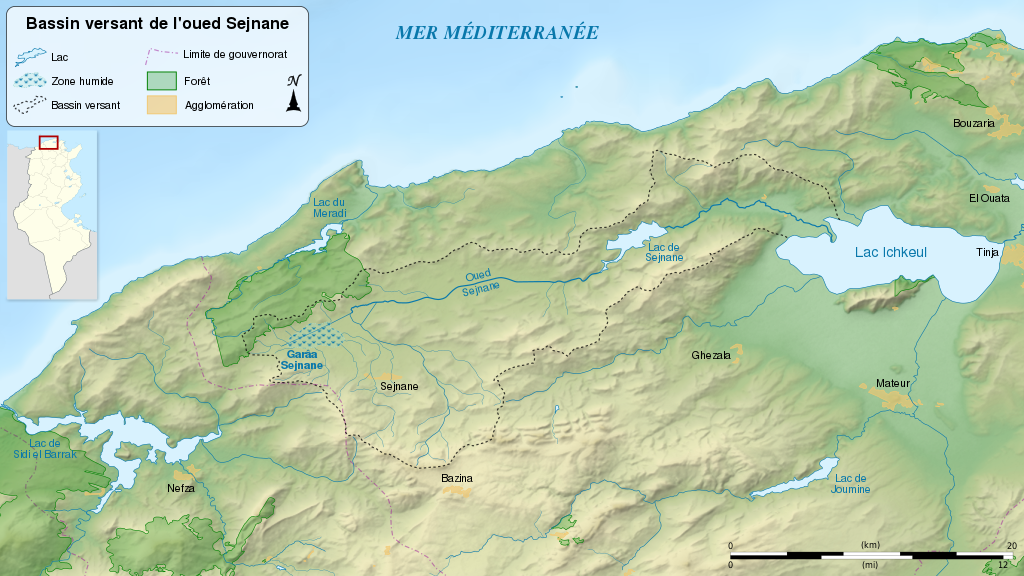 Bassin versant de l'oued Sejnane
Lac
Limite de gouvernorat
Zone humide
Forêt
Bassin versant
Agglomération
N
MER MÉDITERRANÉE
Bouzaria
El Ouata
Lac du
Meradi
Lac de
Sejnane
Lac Ichkeul
Tinja
Oued
Sejnane
Garâa
Sejnane
Ghezala
Sejnane
Mateur
Lac de
Sidi el Barrak
Nefza
Bazina
Lac de
Joumine
0
(km)
20
0
(mi)
12